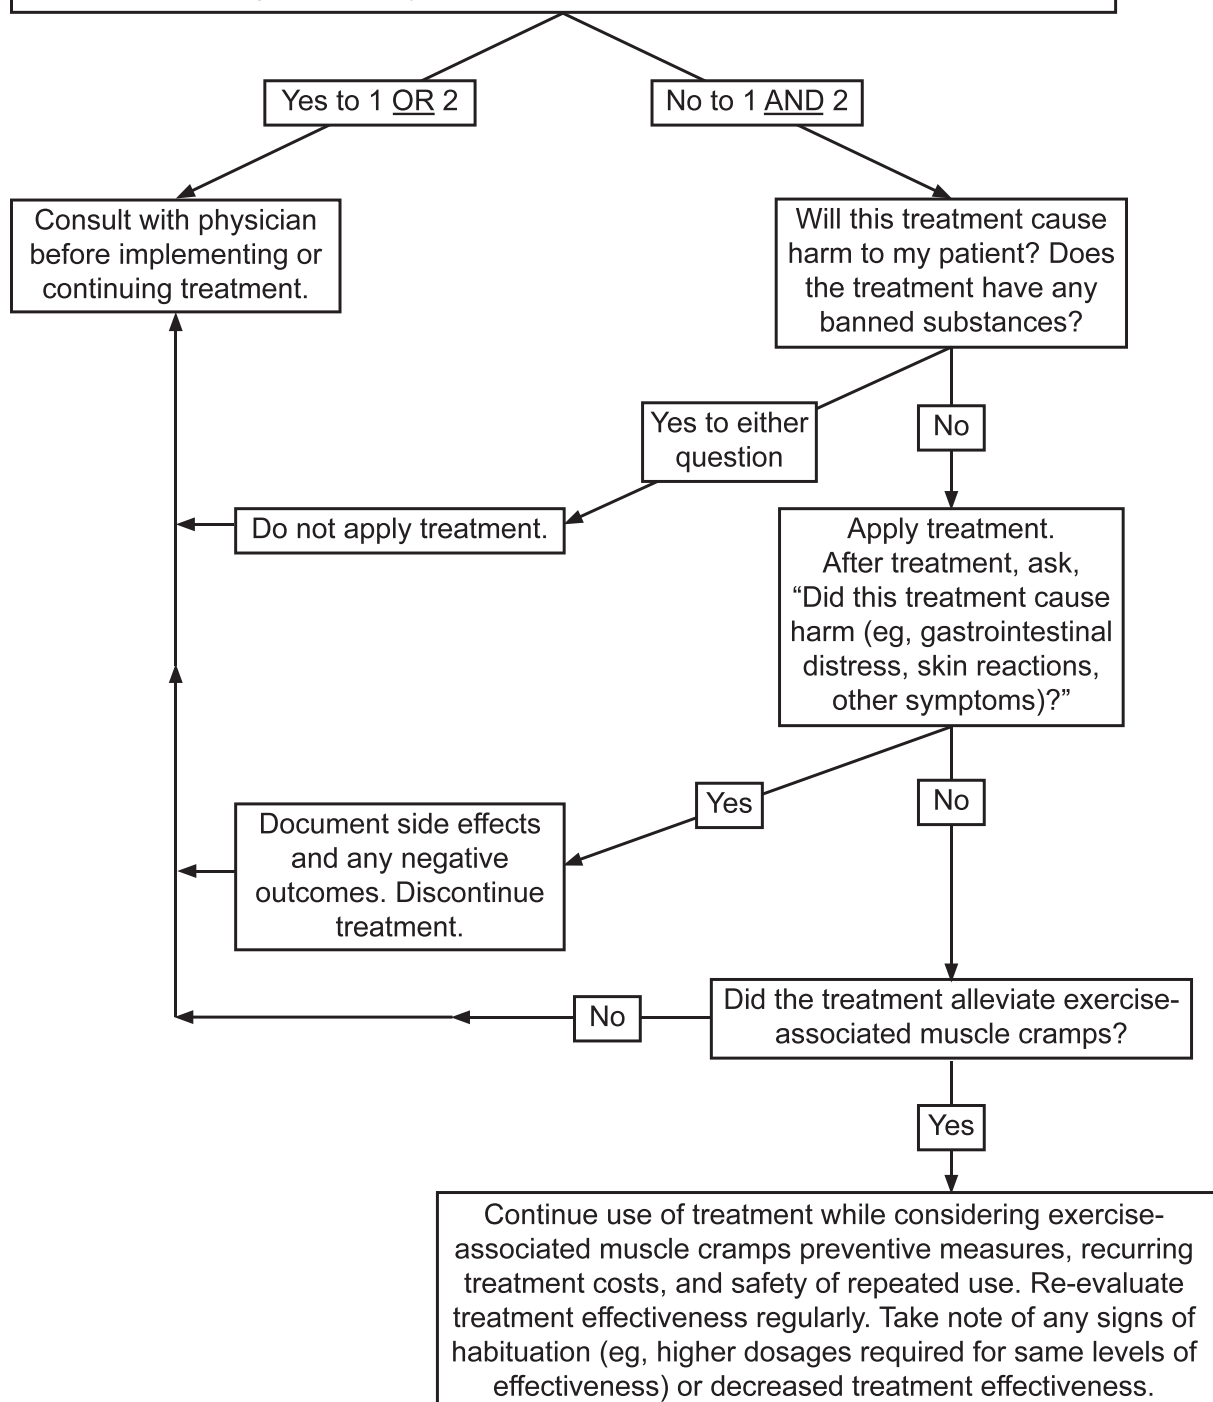 Yes to 1 OR 2
No to 1 AND 2
Consult with physician
before implementing or
continuing treatment.
Will this treatment cause
harm to my patient? Does
the treatment have any
banned substances?
Yes to either
question
No
Do not apply treatment.
Apply treatment.
After treatment, ask,
“Did this treatment cause
harm (eg, gastrointestinal
distress, skin reactions,
other symptoms)?”
Yes
No
Document side effects
and any negative
outcomes. Discontinue
treatment.
No
Did the treatment alleviate exercise-
associated muscle cramps?
Yes
Continue use of treatment while considering exercise-
associated muscle cramps preventive measures, recurring
treatment costs, and safety of repeated use. Re-evaluate
treatment effectiveness regularly. Take note of any signs of
habituation (eg, higher dosages required for same levels of
effectiveness) or decreased treatment effectiveness.